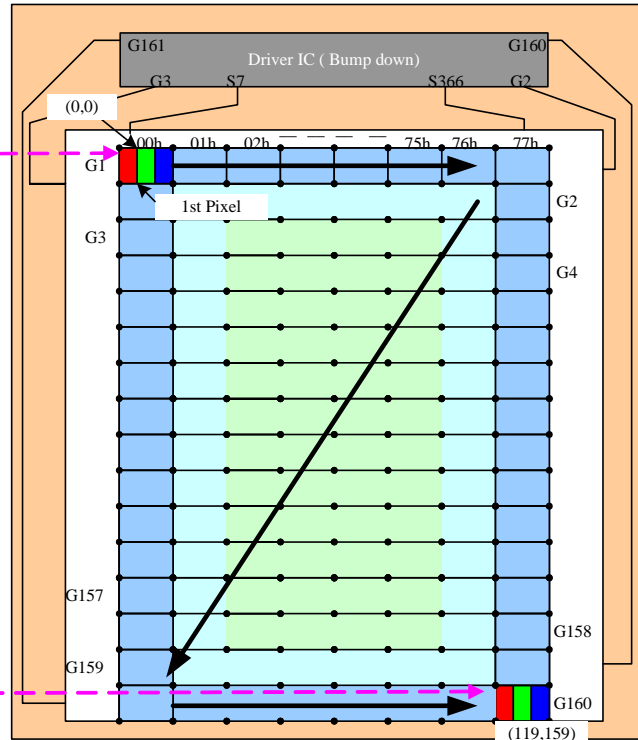 G161 G160
Driver IC ( Bump down)
G3 S7 S366 G2
(0,0)
00h 01h 02h 75h 76h 77h
G1
1st Pixel
G2
G3
G4
G157
G158
G159
G160
(119,159)